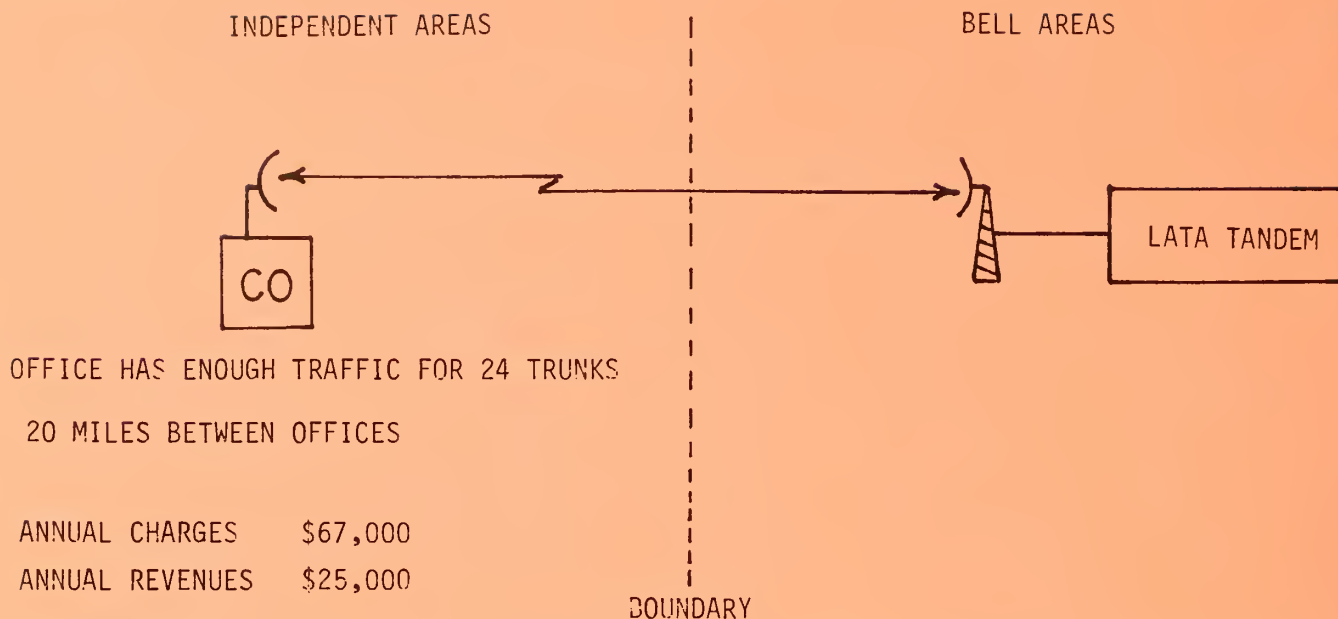 INDEPENDENT AREAS
BELL AREAS
CO
LATA TANDEM
OFFICE HAS ENOUGH TRAFFIC FOR 24 TRUNKS
20 MILES BETWEEN OFFICES
ANNUAL CHARGES $67,000
ANNUAL REVENUES $25,000
BOUNDARY